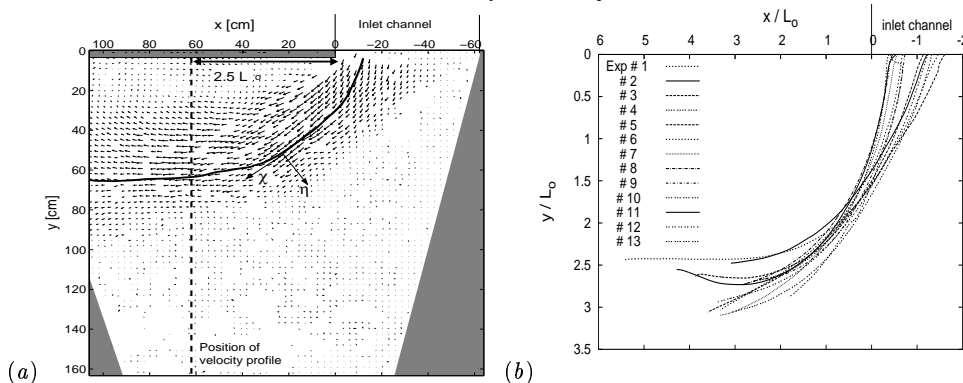 x [cm]
Inlet channel
100 80 60 40 20 0 -20 -40 -60
0
20
40
60
80
100
120
140
160
y [cm]
2.5 L o
χ
η
Position of
velocity profile
(a)
x / L o
inlet channel
6 5 4 3 2 1 0 -1 -2
0
0.5
1
1.5
2
2.5
3
3.5
y / L o
Exp # 1
# 2
# 3
# 4
# 5
# 6
# 7
# 8
# 9
# 10
# 11
# 12
# 13
(b)